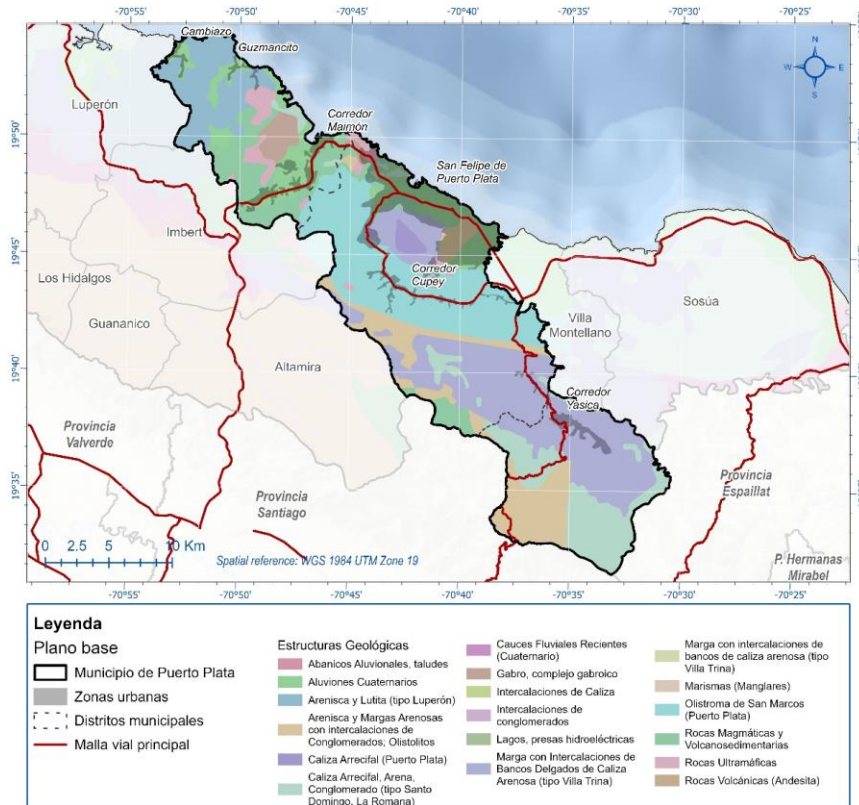 -70°55' -70°50' -70°45' -70°40' -70°35' -70°30' -70°25'
Cambiazo
Guzmancito
N
W E
S
Luperón
19°50'
Corredor
Maimón
San Felipe de
Puerto Plata
Imbert
19°45'
Los Hidalgos
Corredor
Cupey
Villa
Montellano
Sosúa
Guananico
Altamira
19°40'
Corredor
Yasica
Provincia
Valverde
19°35'
Provincia
Santiago
Provincia
Espaillat
0 2.5 5 10 Km
Spatial reference: WGS 1984 UTM Zone 19
P. Hermanas
Mirabel
-70°55' -70°50' -70°45' -70°40' -70°35' -70°30' -70°25'
Leyenda
Plano base
Municipio de Puerto Plata
Zonas urbanas
Distritos municipales
Malla vial principal
Estructuras Geológicas
Abanicos Aluvionales, taludes
Aluviones Cuaternarios
Arenisca y Lutita (tipo Luperón)
Arenisca y Margas Arenosas
con intercalaciones de
Conglomerados; Olistolitos
Caliza Arrecifal (Puerto Plata)
Caliza Arrecifal, Arena,
Conglomerado (tipo Santo
Domingo, La Romana)
Cauces Fluviales Recientes
(Cuaternario)
Gabro, complejo gabroico
Intercalaciones de Caliza
Intercalaciones de
conglomerados
Lagos, presas hidroeléctricas
Marga con Intercalaciones de
Bancos Delgados de Caliza
Arenosa (tipo Villa Trina)
Marga con intercalaciones de
bancos de caliza arenosa (tipo
Villa Trina)
Marismas (Manglares)
Olistroma de San Marcos
(Puerto Plata)
Rocas Magmáticas y
Volcanosedimentarias
Rocas Ultramáficas
Rocas Volcánicas (Andesita)